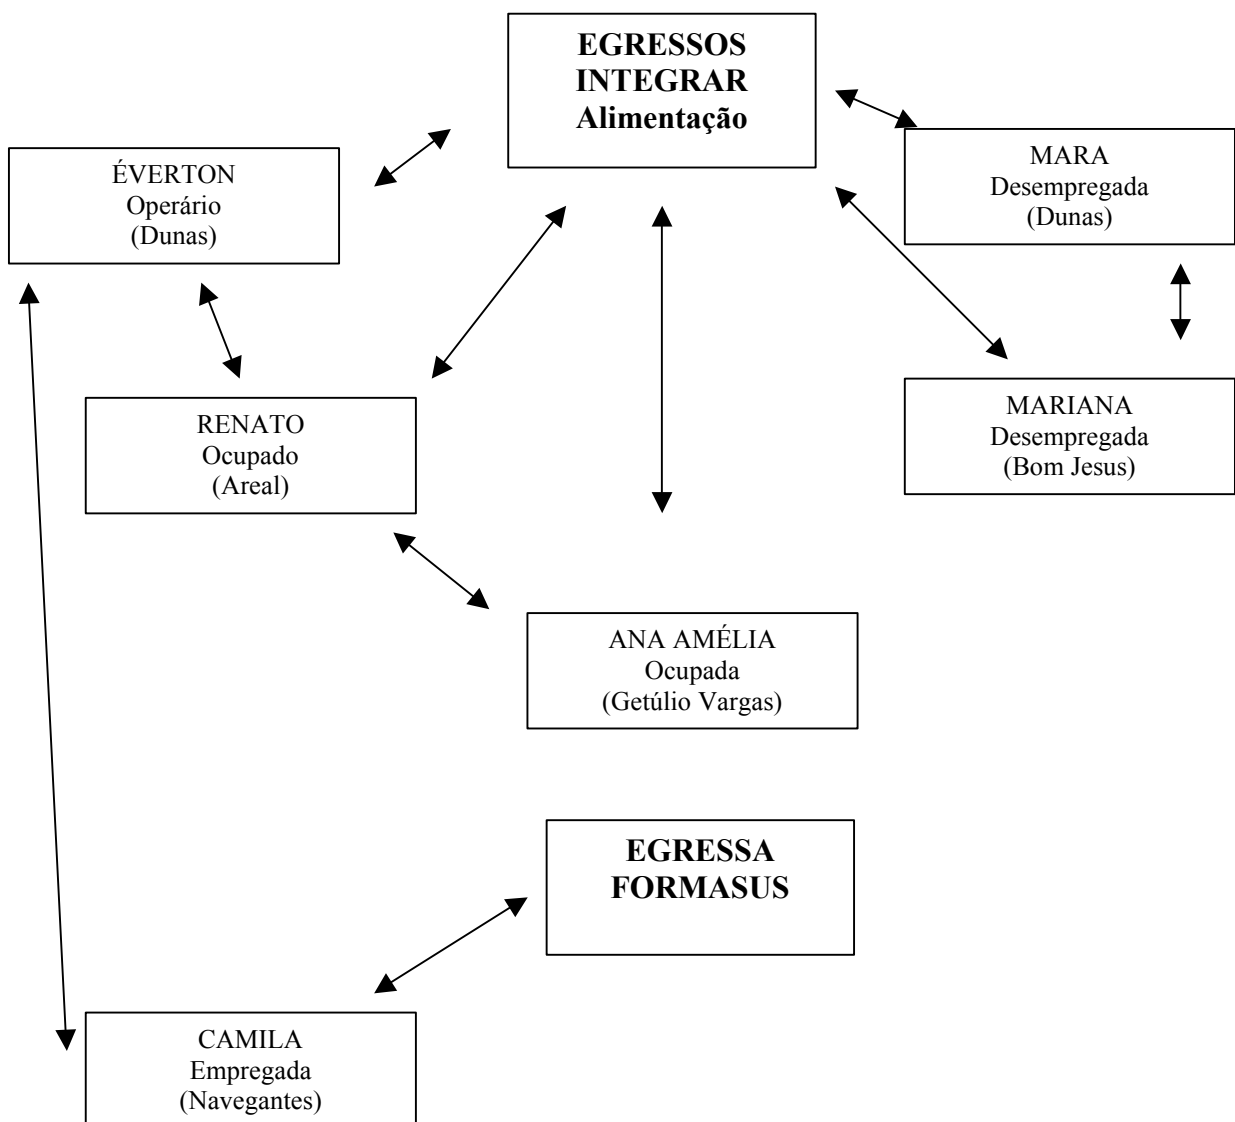 EGRESSOS
INTEGRAR
Alimentação
ÉVERTON
Operário
(Dunas)
MARA
Desempregada
(Dunas)
RENATO
Ocupado
(Areal)
MARIANA
Desempregada
(Bom Jesus)
ANA AMÉLIA
Ocupada
(Getúlio Vargas)
EGRESSA
FORMASUS
CAMILA
Empregada
(Navegantes)